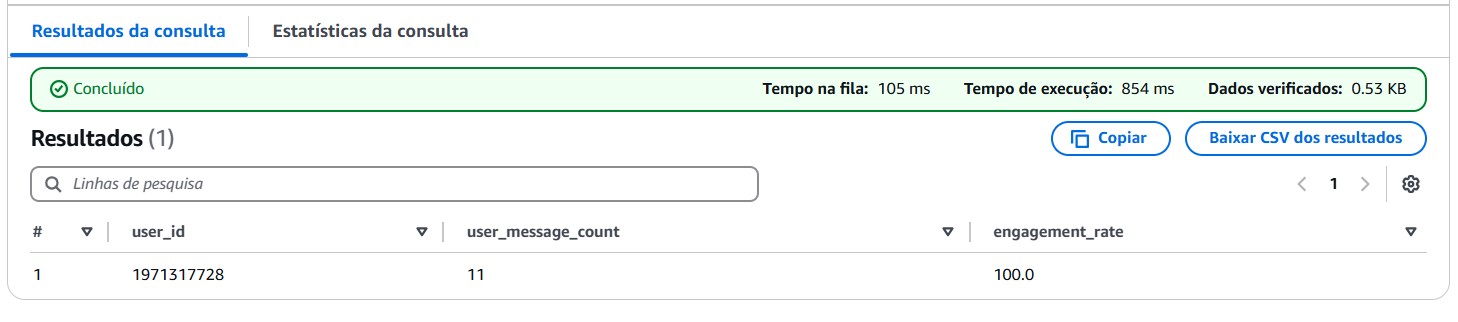 Resultados da consulta Estatísticas da consulta
Concluído Tempo na fila: 105 ms Tempo de execução: 854 ms Dados verificados: 0.53 KB
Resultados (1) Copiar Baixar CSV dos resultados
Linhas de pesquisa 1
# user_id user_message_count engagement_rate
1 1971317728 11 100.0